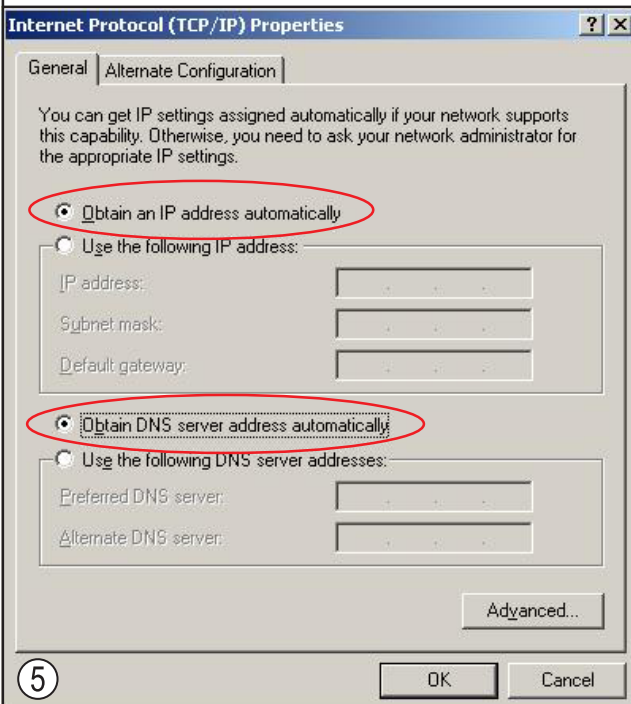 Internet Protocol (TCP/IP) Properties
General
Alternate Configuration
You can get IP settings assigned automatically if your network supports
this capability. Otherwise, you need to ask your network administrator for
the appropriate IP settings.
Obtain an IP address automatically
Use the following IP address:
IP address:
Subnet mask:
Default gateway:
Obtain DNS server address automatically
Use the following DNS server addresses:
Preferred DNS server:
Alternate DNS server:
Advanced...
⑤
OK
Cancel